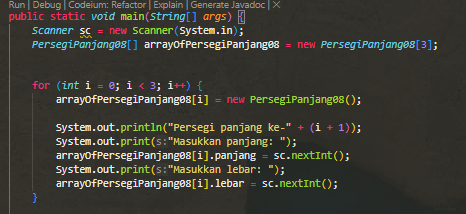 Run | Debug | Codeium: Refactor | Explain | Generate Javadoc | ✕
public static void main(String[] args) {
Scanner sc = new Scanner(System.in);
PersegiPanjang08[] arrayOfPersegiPanjang08 = new PersegiPanjang08[3];
for (int i = 0; i < 3; i++) {
arrayOfPersegiPanjang08[i] = new PersegiPanjang08();
System.out.println("Persegi panjang ke-" + (i + 1));
System.out.print(s:"Masukkan panjang: ");
arrayOfPersegiPanjang08[i].panjang = sc.nextInt();
System.out.print(s:"Masukkan lebar: ");
arrayOfPersegiPanjang08[i].lebar = sc.nextInt();
}